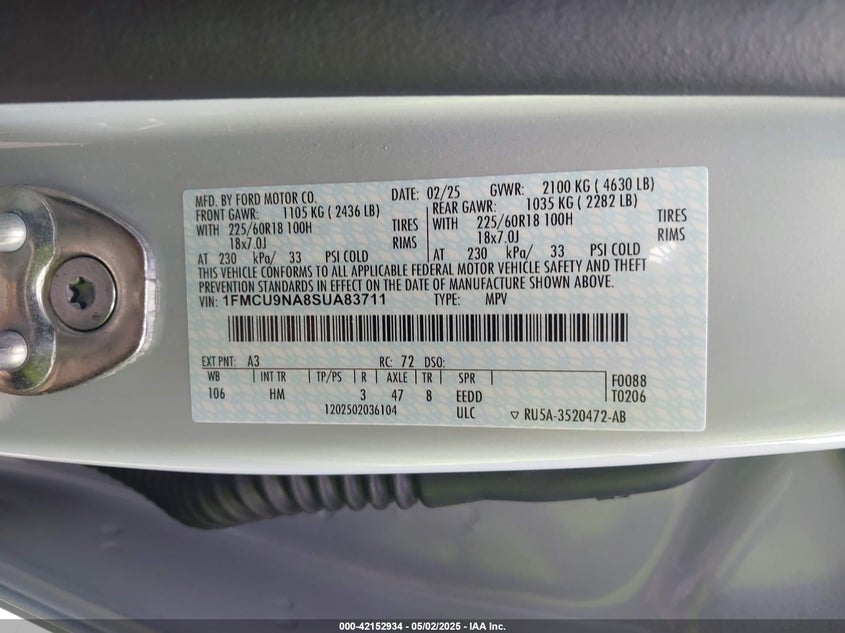 MFD. BY FORD MOTOR CO. DATE: 02/25 GVWR: 2100 KG ( 4630 LB)
FRONT GAWR: 1105 KG ( 2436 LB) REAR GAWR: 1035 KG ( 2282 LB)
WITH 225/60R18 100H TIRES WITH 225/60R18 100H TIRES
18x7.0J RIMS 18x7.0J RIMS
AT 230 kPa/ 33 PSI COLD AT 230 kPa/ 33 PSI COLD
THIS VEHICLE CONFORMS TO ALL APPLICABLE FEDERAL MOTOR VEHICLE SAFETY AND THEFT
PREVENTION STANDARDS IN EFFECT ON THE DATE OF MANUFACTURE SHOWN ABOVE.
VIN: 1FMCU9NA8SUA83711 TYPE: MPV
EXT PNT: A3 RC: 72 DSO:
WB INT TR TP/PS R AXLE TR SPR F0088
106 HM 3 47 8 EEDD T0206
1202502036104 ULC ▽ RU5A-3520472-AB
000-42152934 - 05/02/2025 - IAA Inc.